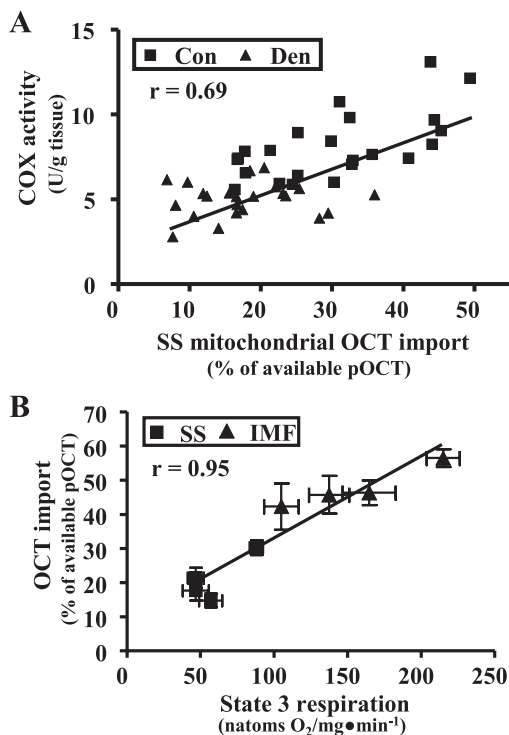 A
15
10
5
0
COX activity
(U/g tissue)
Con Den
r = 0.69
0 10 20 30 40 50
SS mitochondrial OCT import
(% of available pOCT)
B
70
60
50
40
30
20
10
0
OCT import
(% of available pOCT)
SS IMF
r = 0.95
0 50 100 150 200 250
State 3 respiration
(natoms O₂/mg●min⁻¹)